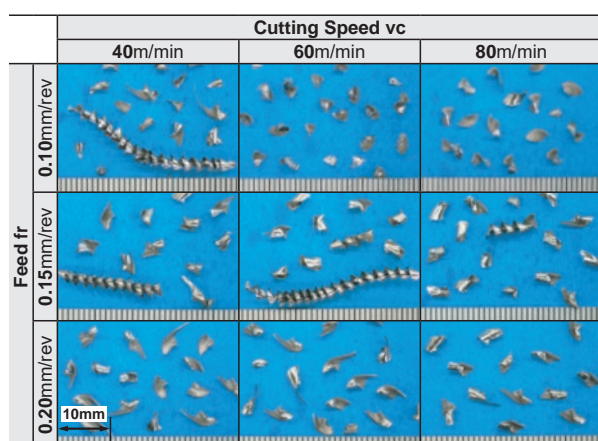 Cutting Speed vc
40m/min 60m/min 80m/min
Feed fr
0.10mm/rev
0.15mm/rev
0.20mm/rev
10mm